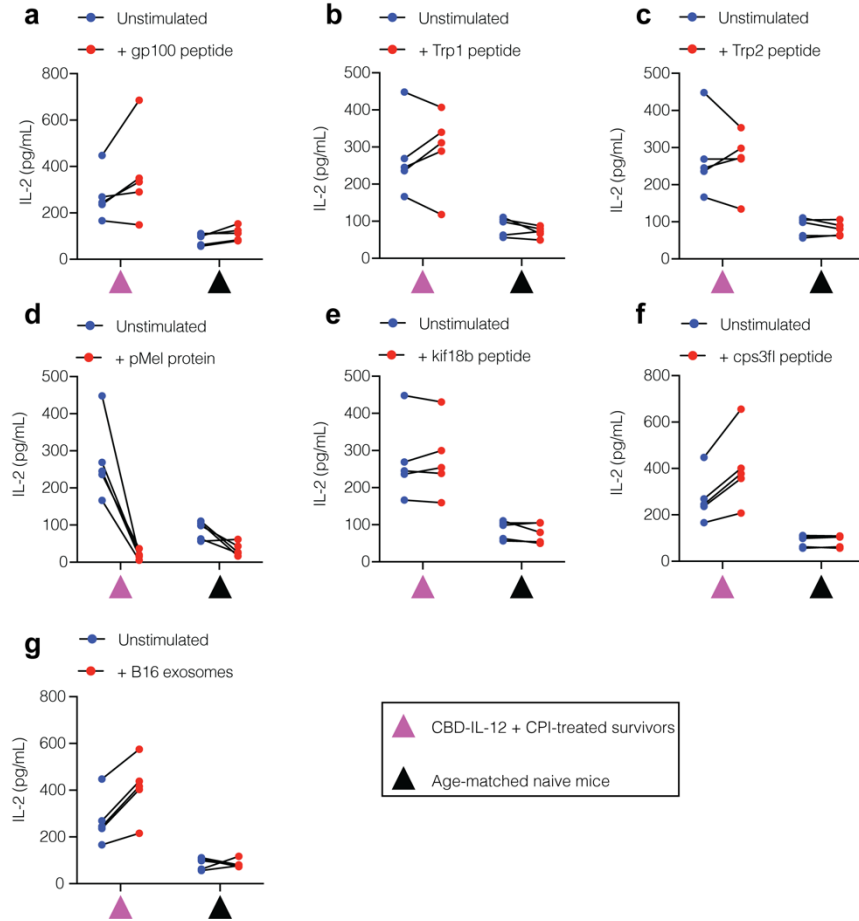 a
Unstimulated
+ gp100 peptide
800
600
400
200
0
IL-2 (pg/mL)
b
Unstimulated
+ Trp1 peptide
500
400
300
200
100
0
IL-2 (pg/mL)
c
Unstimulated
+ Trp2 peptide
500
400
300
200
100
0
IL-2 (pg/mL)
d
Unstimulated
+ pMel protein
500
400
300
200
100
0
IL-2 (pg/mL)
e
Unstimulated
+ kif18b peptide
500
400
300
200
100
0
IL-2 (pg/mL)
f
Unstimulated
+ cps3fl peptide
800
600
400
200
0
IL-2 (pg/mL)
g
Unstimulated
+ B16 exosomes
800
600
400
200
0
IL-2 (pg/mL)
CBD-IL-12 + CPI-treated survivors
Age-matched naive mice